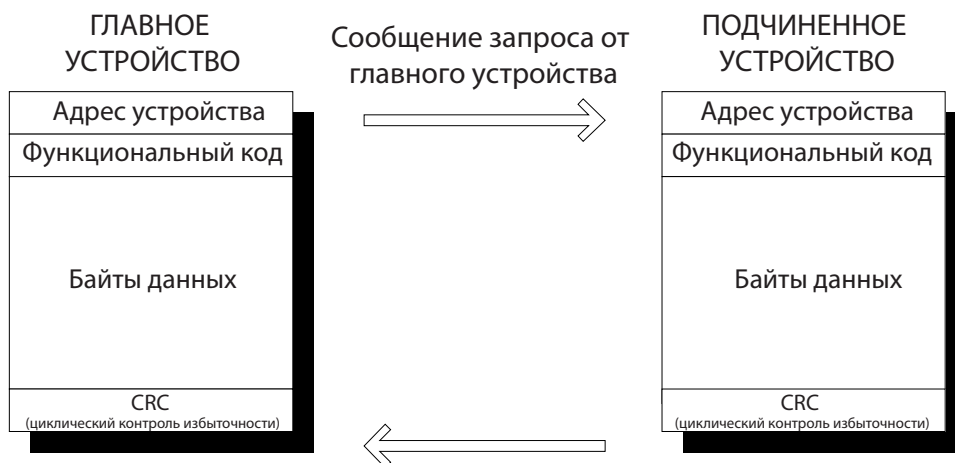 ГЛАВНОЕ
УСТРОЙСТВО
Адрес устройства
Функциональный код
Байты данных
CRC
(циклический контроль избыточности)
Сообщение запроса от
главного устройства
ПОДЧИНЕННОЕ
УСТРОЙСТВО
Адрес устройства
Функциональный код
Байты данных
CRC
(циклический контроль избыточности)